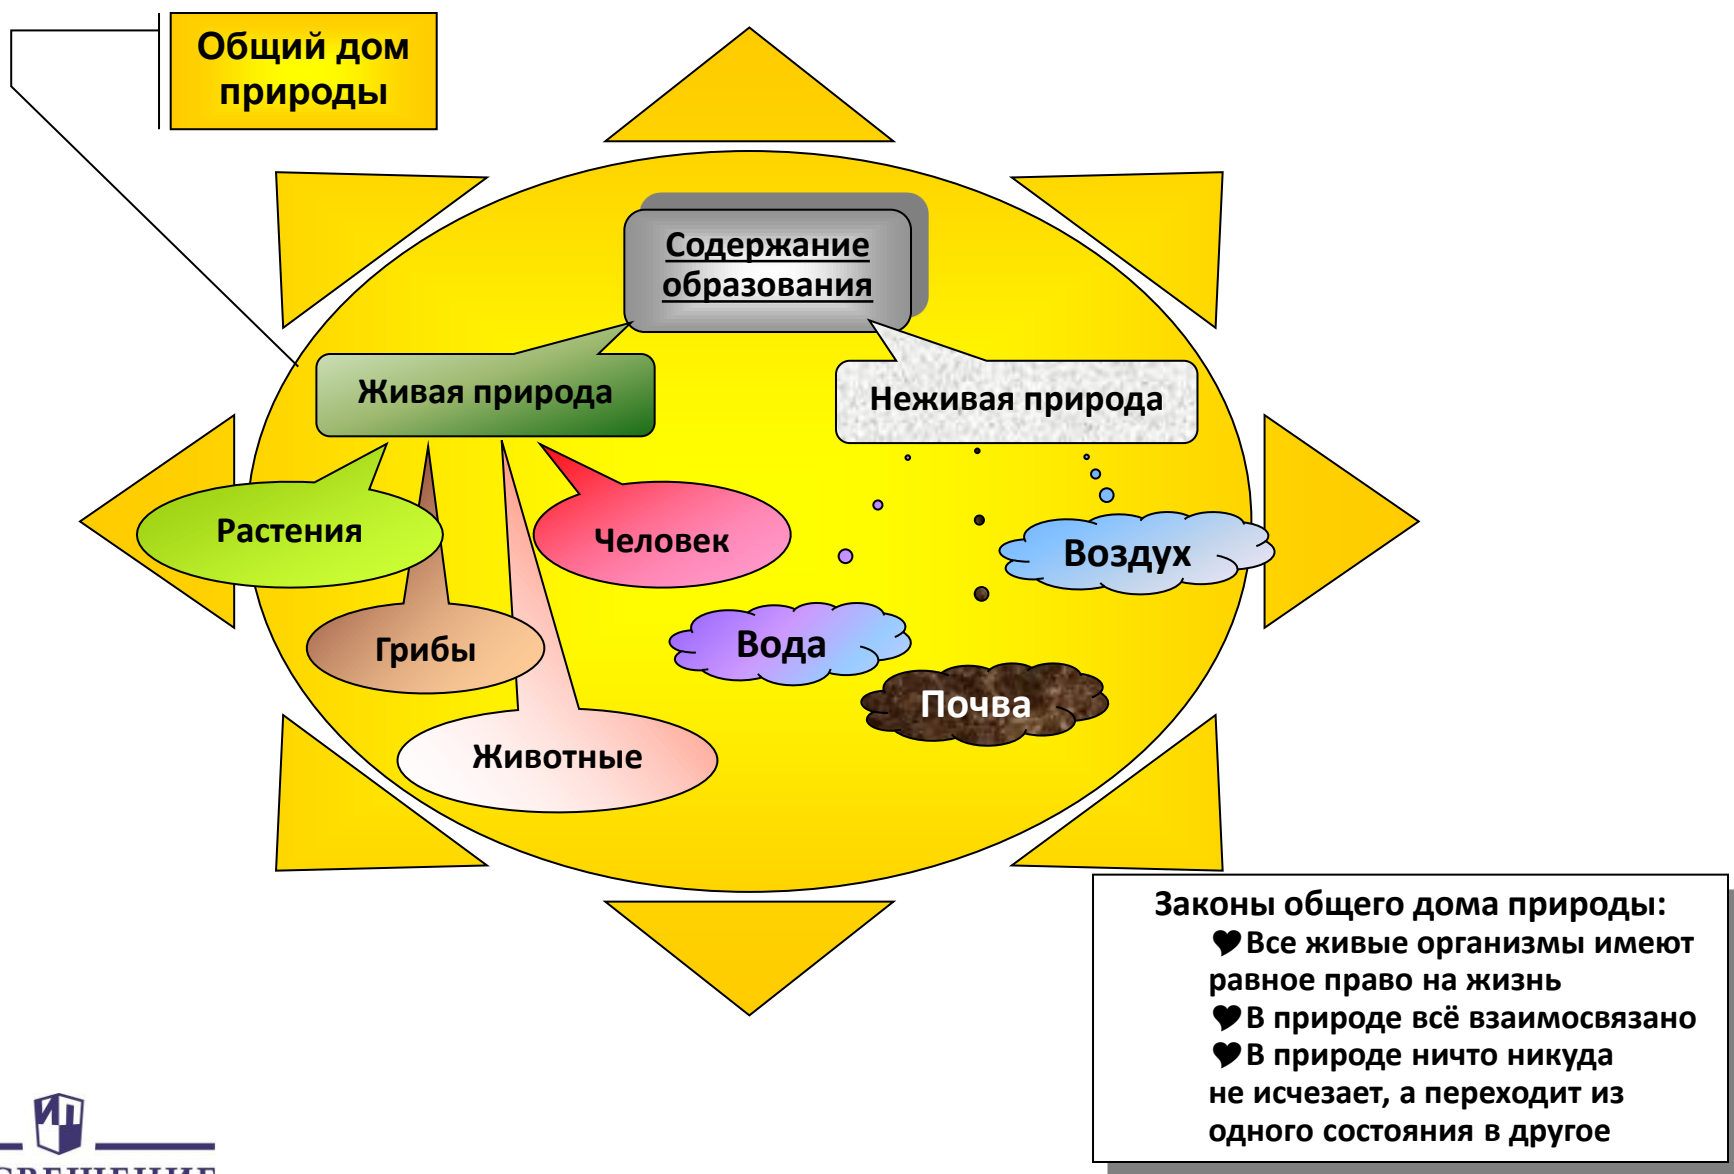 Общий дом
природы
Содержание
образования
Живая природа
Неживая природа
Растения
Человек
Воздух
Грибы
Вода
Почва
Животные
Законы общего дома природы:
Все живые организмы имеют
равное право на жизнь
В природе всё взаимосвязано
В природе ничто никуда
не исчезает, а переходит из
одного состояния в другое